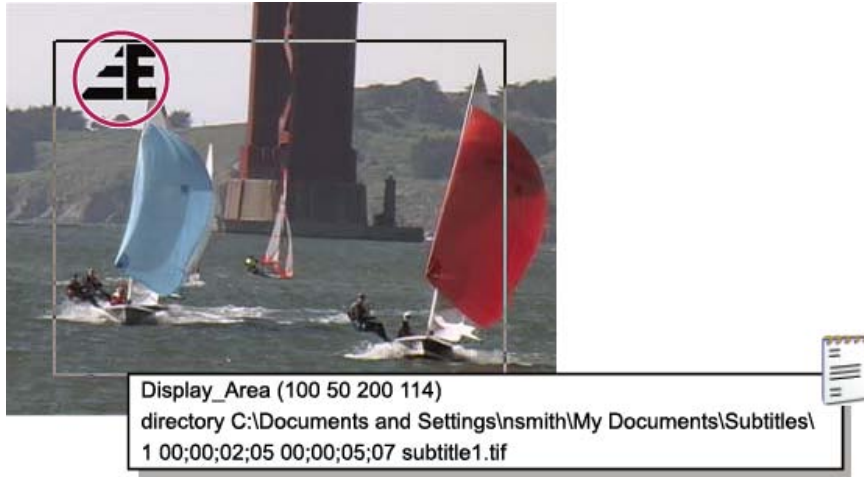 Display_Area (100 50 200 114)
directory C:\Documents and Settings\nsmith\My Documents\Subtitles\
1 00;00;02;05 00;00;05;07 subtitle1.tif